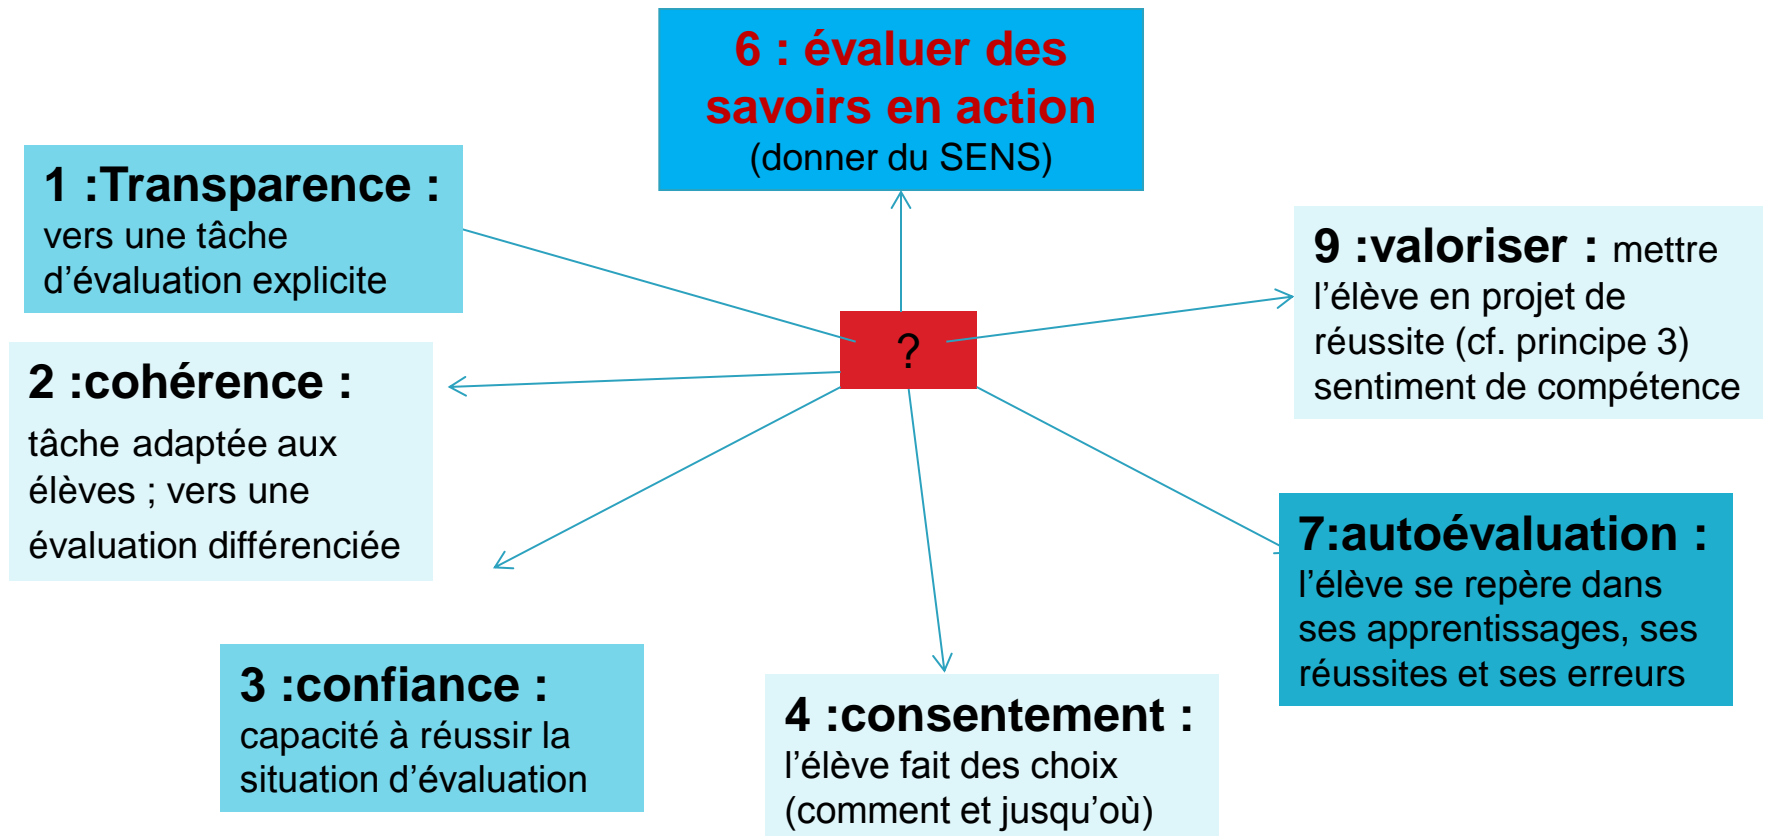 6 : évaluer des
savoirs en action
(donner du SENS)
1 :Transparence :
vers une tâche
d’évaluation explicite
9 :valoriser : mettre
l’élève en projet de
réussite (cf. principe 3)
sentiment de compétence
?
2 :cohérence :
tâche adaptée aux
élèves ; vers une
évaluation différenciée
7:autoévaluation :
l’élève se repère dans
ses apprentissages, ses
réussites et ses erreurs
3 :confiance :
capacité à réussir la
situation d’évaluation
4 :consentement :
l’élève fait des choix
(comment et jusqu’où)